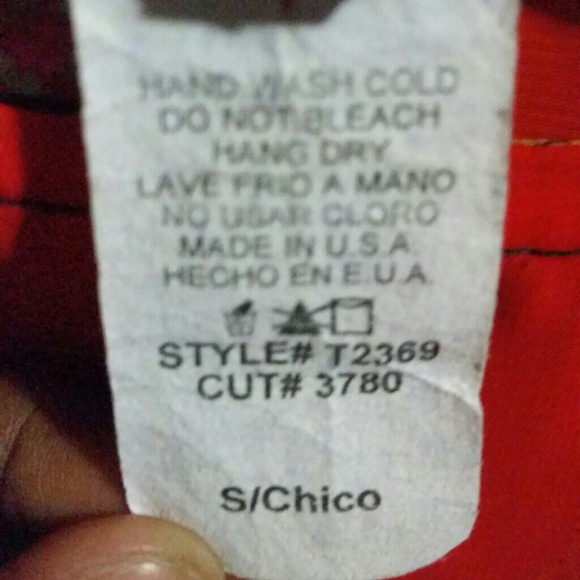 HAND WASH COLD
DO NOT BLEACH
HANG DRY
LAVE FRIO A MANO
NO USAR CLORO
MADE IN U.S.A.
HECHO EN E.U.A.
STYLE# T2369
CUT# 3780
S/Chico